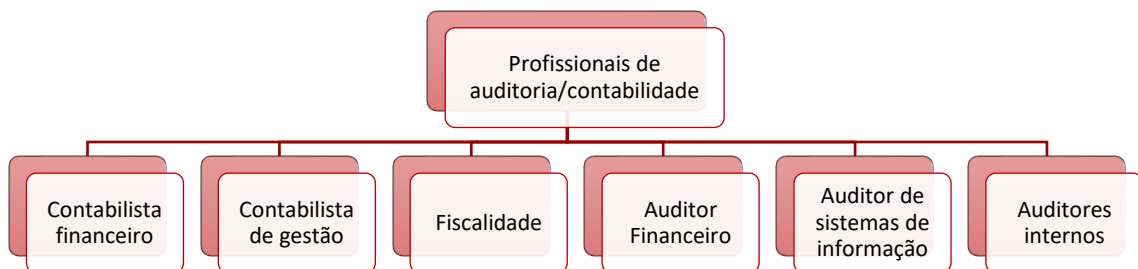 Profissionais de
auditoria/contabilidade
Contabilista
financeiro
Contabilista
de gestão
Fiscalidade
Auditor
Financeiro
Auditor de
sistemas de
informação
Auditores
internos